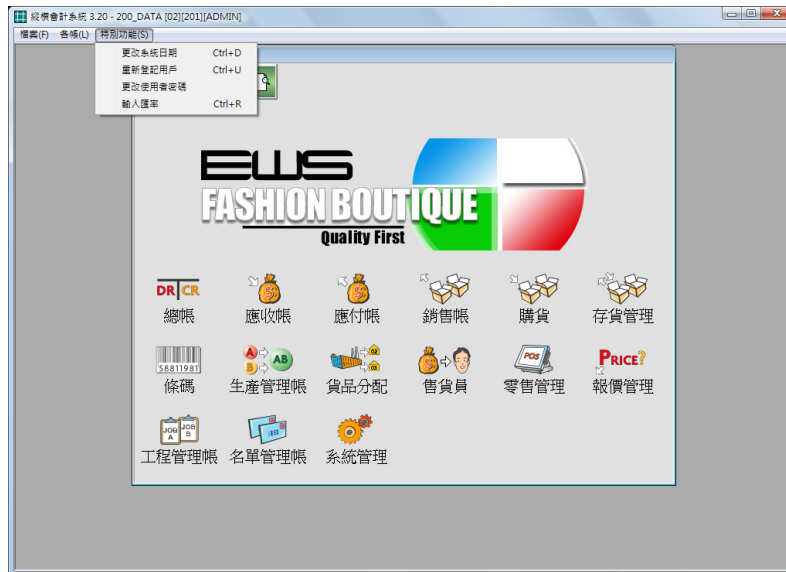 縱橫會計系統 3.20 - 200_DATA [02][201][ADMIN]
檔案(F) 各帳(L) 特別功能(S)
更改系統日期 Ctrl+D
重新登記用戶 Ctrl+U
更改使用者密碼
輸入匯率 Ctrl+R
EWS
FASHION BOUTIQUE
Quality First
DR CR
總帳 應收帳 應付帳 銷售帳 購貨 存貨管理
58811981 A B AB 02 03 POS PRICE?
條碼 生產管理帳 貨品分配 售貨員 零售管理 報價管理
JOB A JOB B
工程管理帳 名單管理帳 系統管理